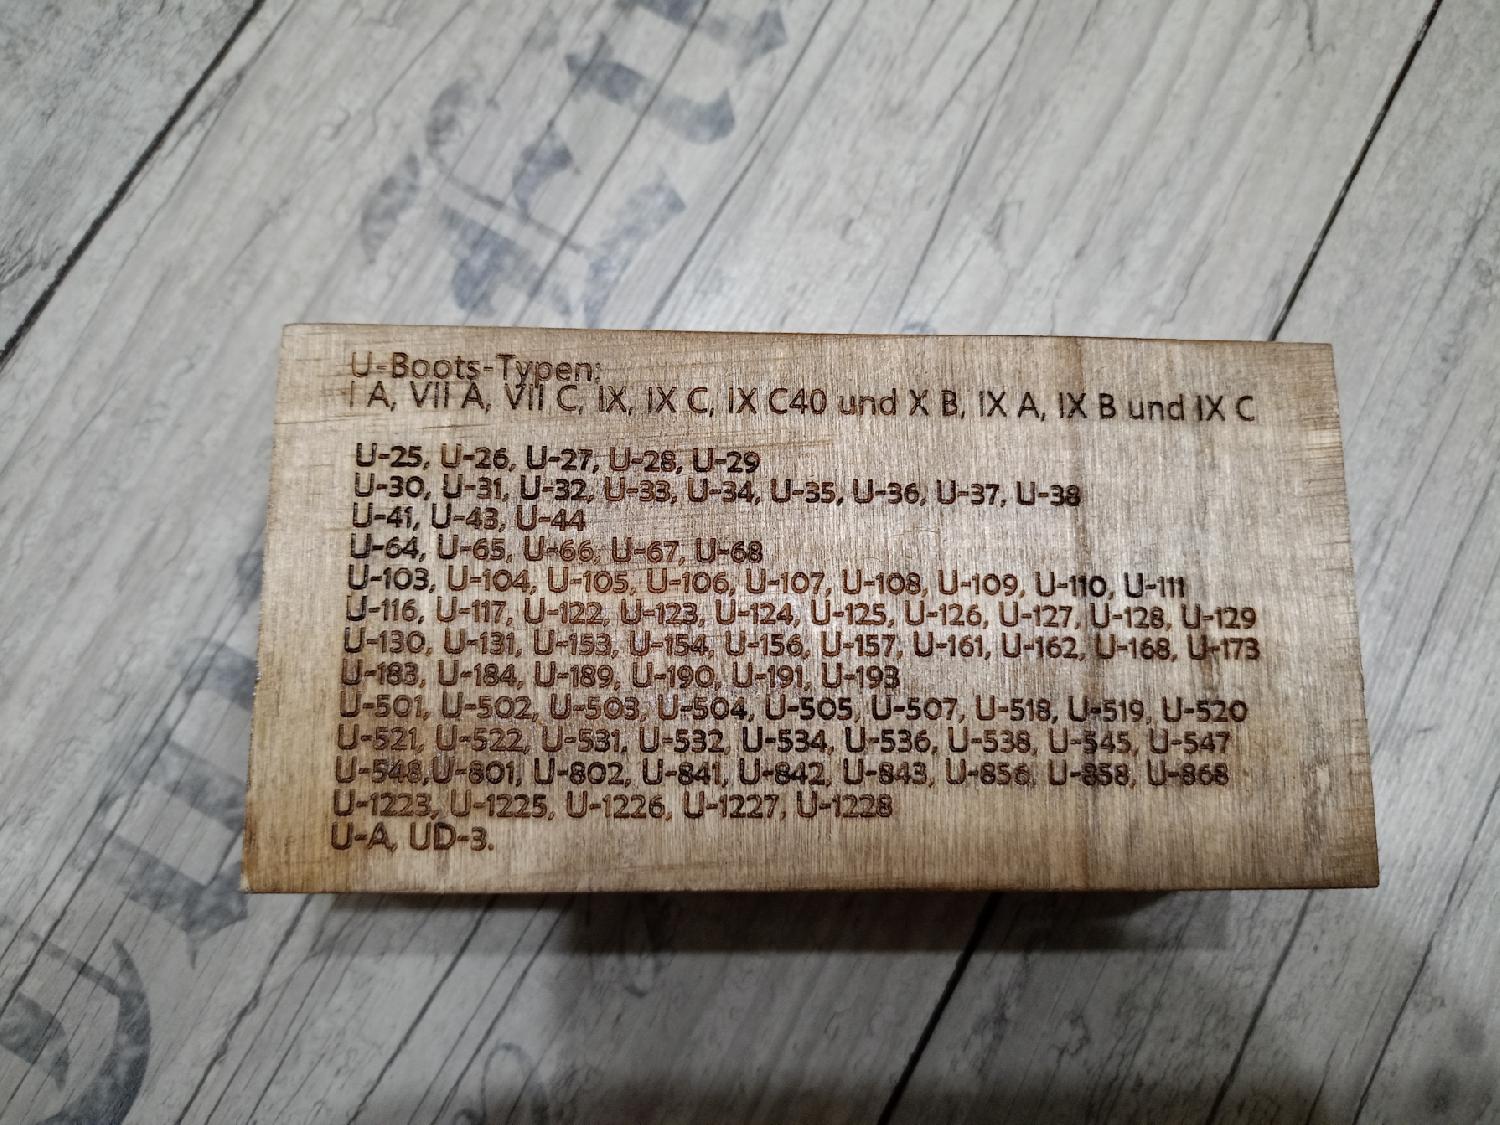 U-Boots-Typen:
I A, VII A, VII C, IX, IX C, IX C40 und X B, IX A, IX B und IX C
U-25, U-26, U-27, U-28, U-29
U-30, U-31, U-32, U-33, U-34, U-35, U-36, U-37, U-38
U-41, U-43, U-44
U-64, U-65, U-66, U-67, U-68
U-103, U-104, U-105, U-106, U-107, U-108, U-109, U-110, U-111
U-116, U-117, U-122, U-123, U-124, U-125, U-126, U-127, U-128, U-129
U-130, U-131, U-153, U-154, U-156, U-157, U-161, U-162, U-168, U-173
U-183, U-184, U-189, U-190, U-191, U-193
U-501, U-502, U-503, U-504, U-505, U-507, U-518, U-519, U-520
U-521, U-522, U-531, U-532, U-534, U-536, U-538, U-545, U-547
U-548,U-801, U-802, U-841, U-842, U-843, U-856, U-858, U-868
U-1223, U-1225, U-1226, U-1227, U-1228
U-A, UD-3.